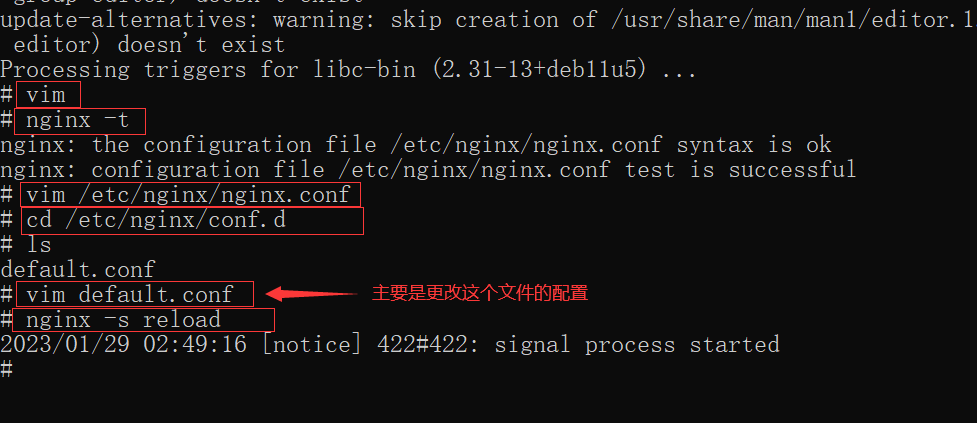 group-editor) doesn't exist
update-alternatives: warning: skip creation of /usr/share/man/man1/editor.1
editor) doesn't exist
Processing triggers for libc-bin (2.31-13+deb11u5) ...
# vim
# nginx -t
nginx: the configuration file /etc/nginx/nginx.conf syntax is ok
nginx: configuration file /etc/nginx/nginx.conf test is successful
# vim /etc/nginx/nginx.conf
# cd /etc/nginx/conf.d
# ls
default.conf
# vim default.conf 主要是更改这个文件的配置
# nginx -s reload
2023/01/29 02:49:16 [notice] 422#422: signal process started
#